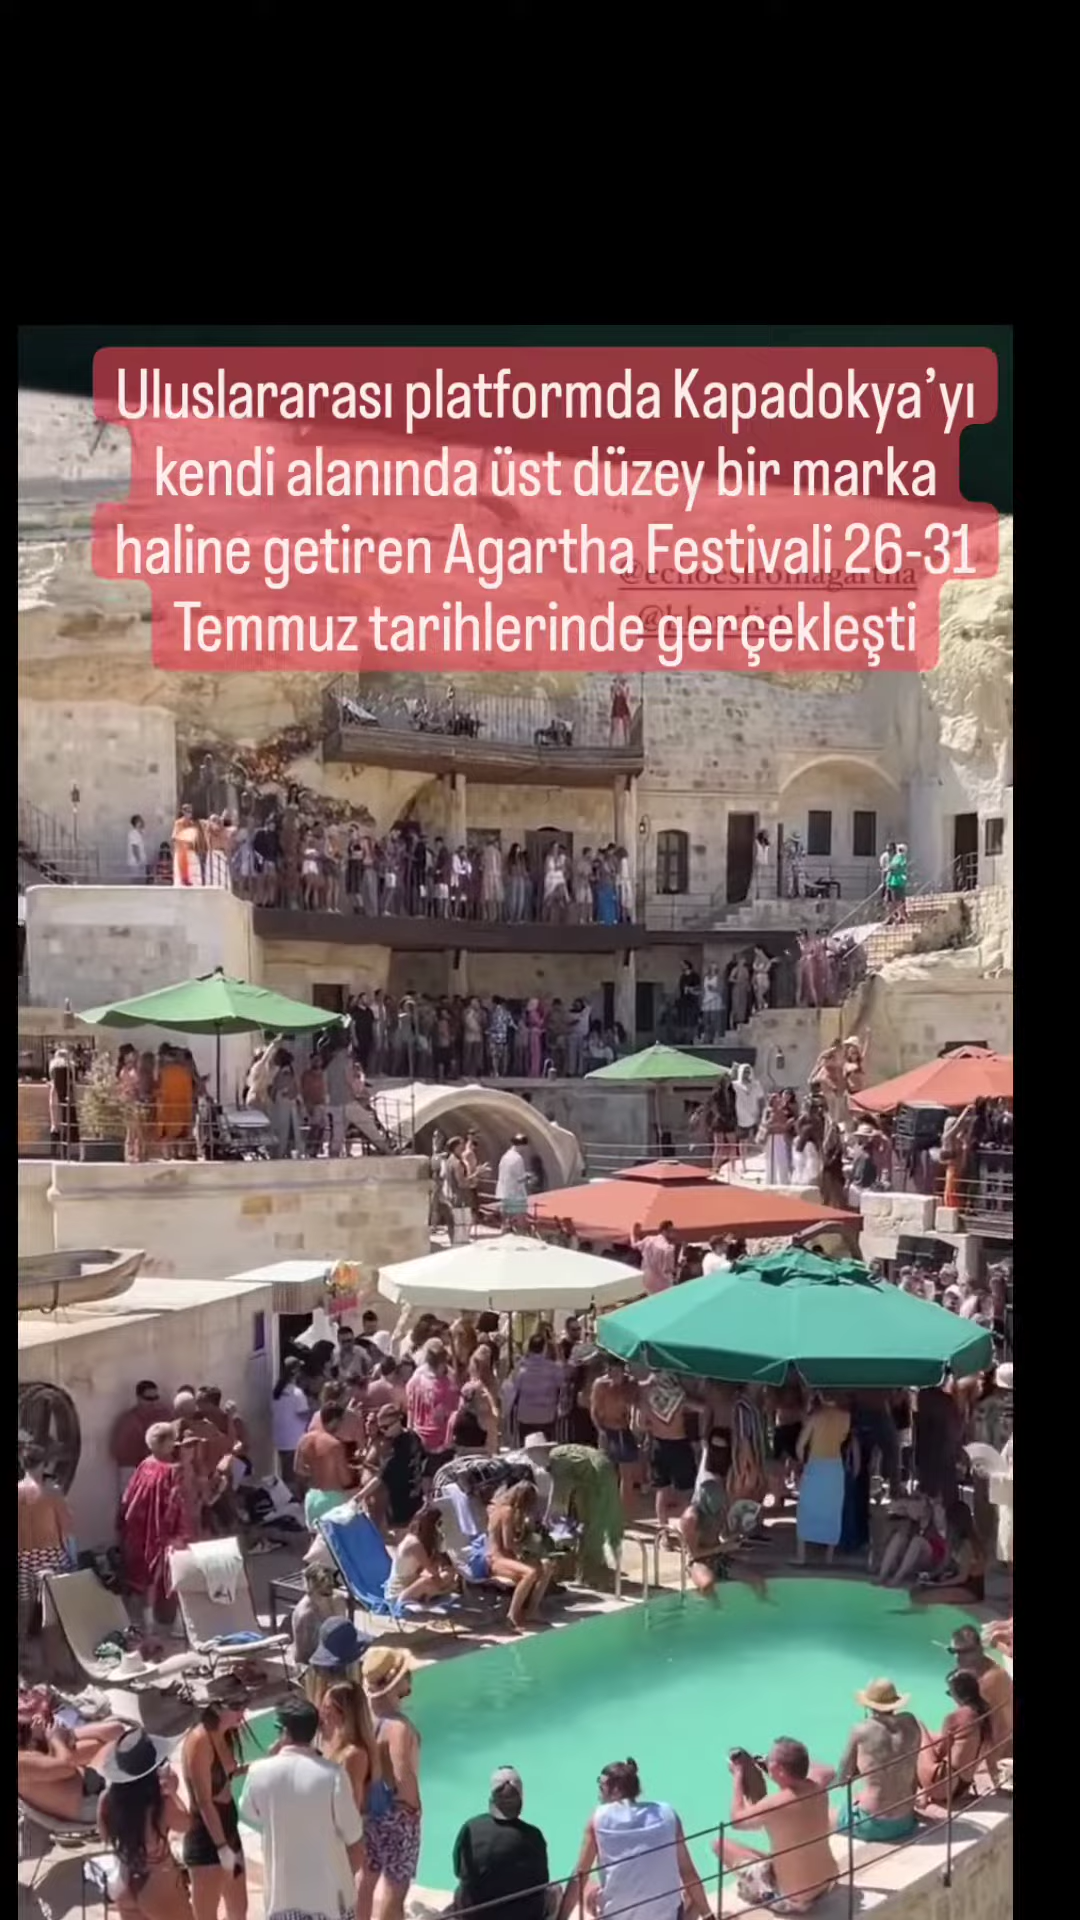 Uluslararası platformda Kapadokya’yı
kendi alanında üst düzey bir marka
haline getiren Agartha Festivali 26-31
@echoesfromagartha
Temmuz tarihlerinde gerçekleşti